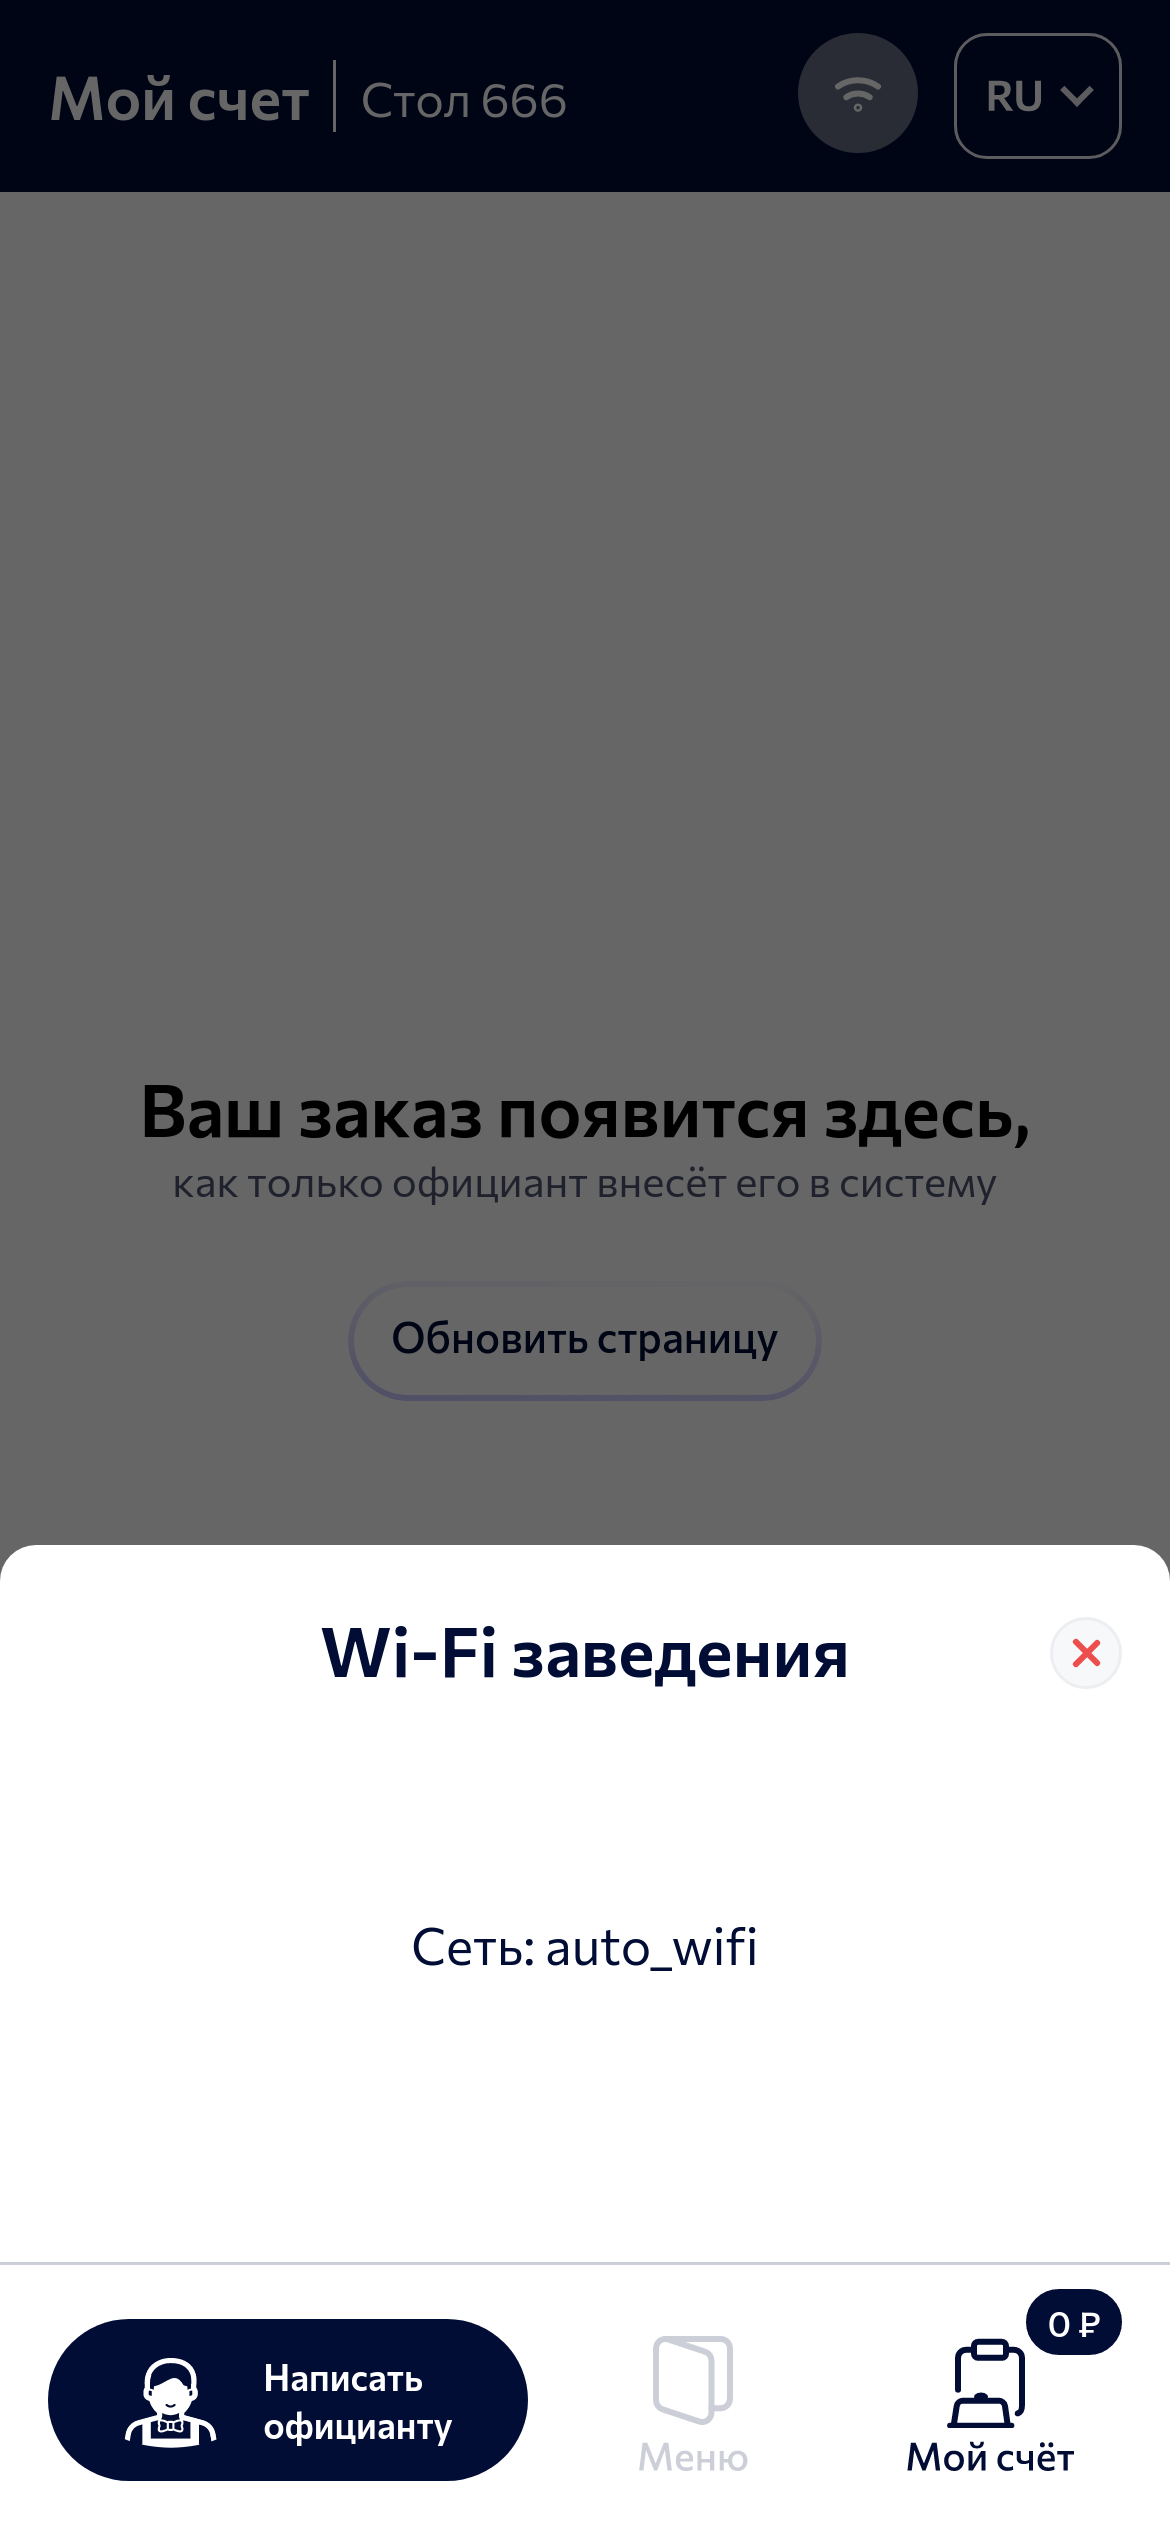 Мой счет
Стол 666
RU
Ваш заказ появится здесь,
как только официант внесёт его в систему
Обновить страницу
Wi-Fi заведения
Сеть: auto_wifi
Написать
официанту
Меню
0 ₽
Мой счёт